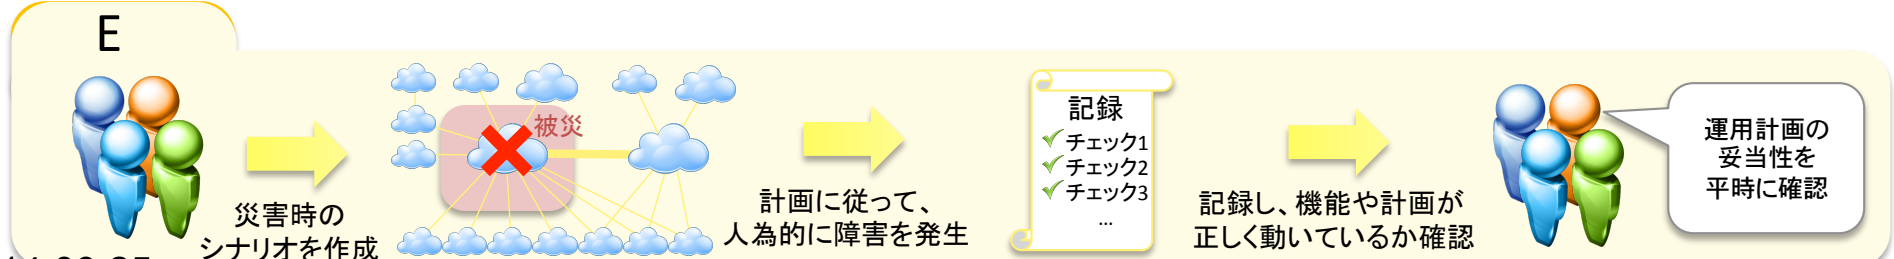 E
災害時の
シナリオを作成
被災
計画に従って、
人為的に障害を発生
記録
チェック1
チェック2
チェック3
...
記録し、機能や計画が
正しく動いているか確認
運用計画の
妥当性を
平時に確認